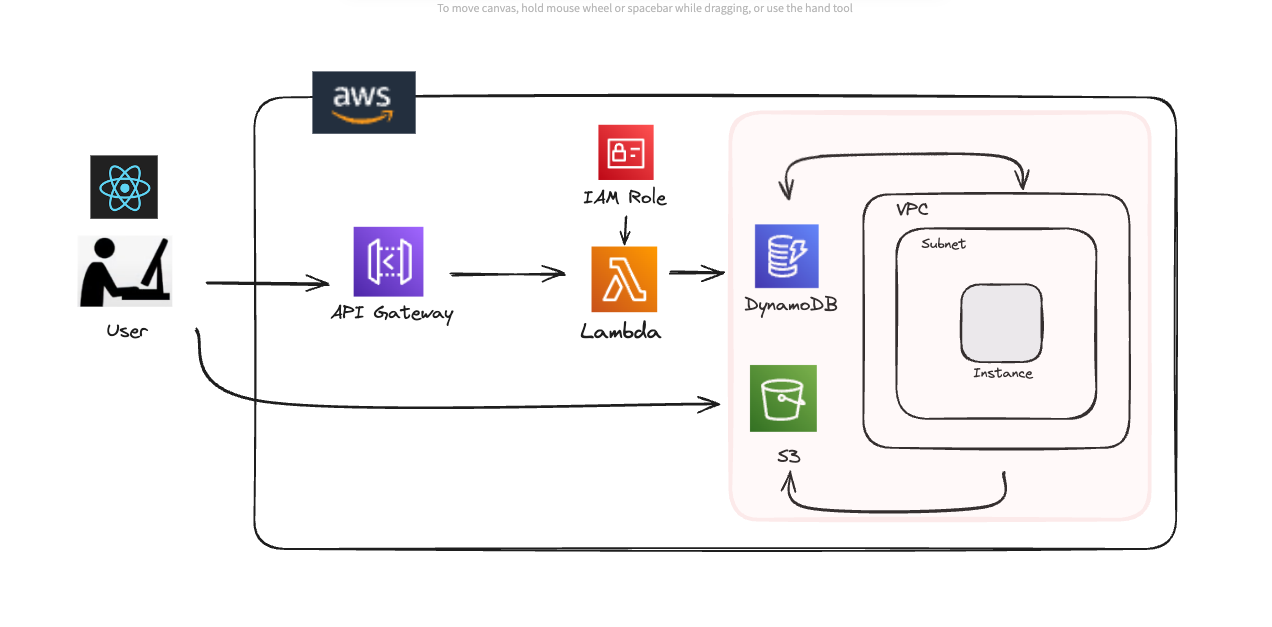 To move canvas, hold mouse wheel or spacebar while dragging, or use the hand tool
aws
IAM Role
VPC
Subnet
DynamoDB
API Gateway
User
Lambda
Instance
S3